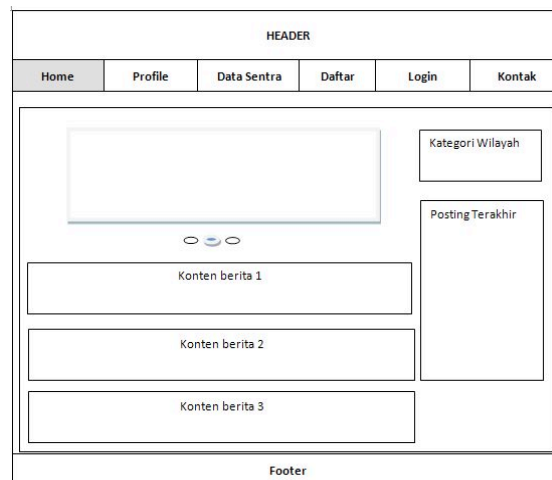 HEADER
Home Profile Data Sentra Daftar Login Kontak
Kategori Wilayah
Posting Terakhir
Konten berita 1
Konten berita 2
Konten berita 3
Footer